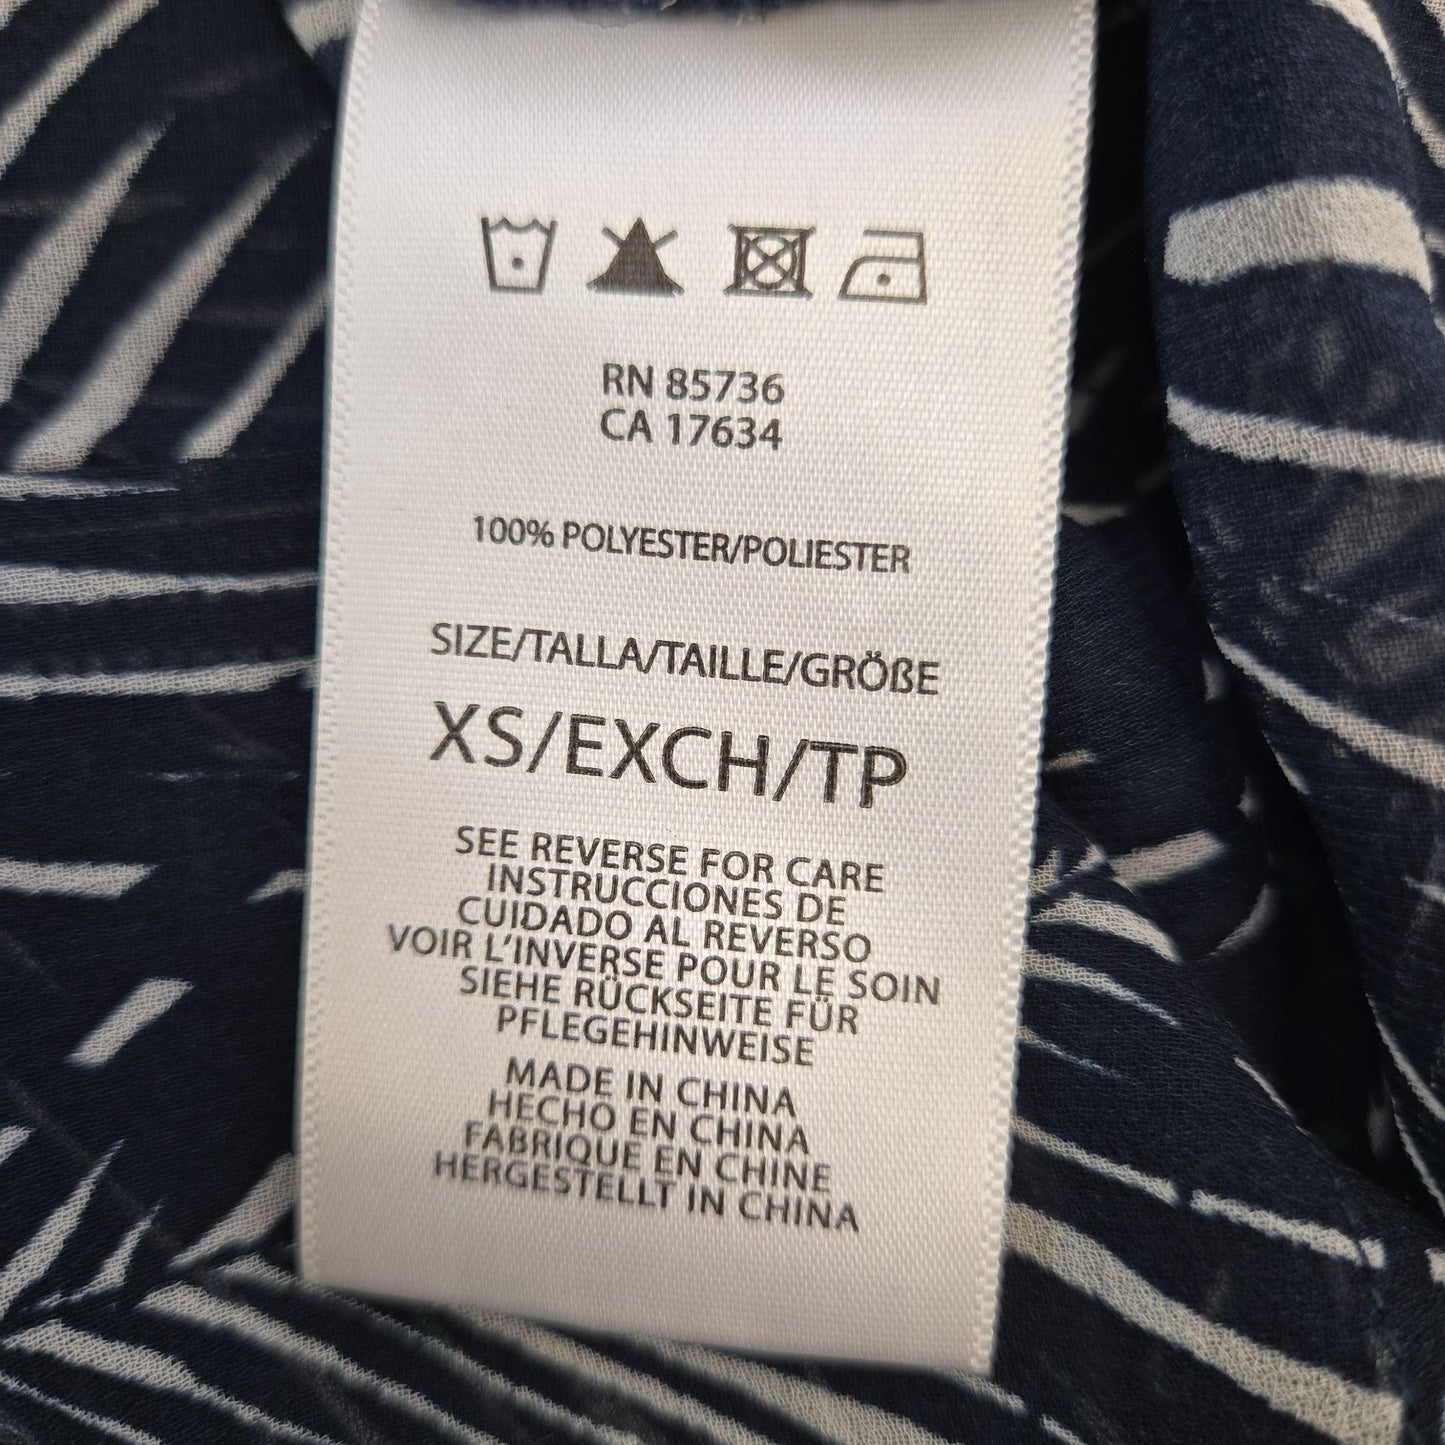 RN 85736
CA 17634
100% POLYESTER/POLIESTER
SIZE/TALLA/TAILLE/GRÖßE
XS/EXCH/TP
SEE REVERSE FOR CARE
INSTRUCCIONES DE
CUIDADO AL REVERSO
VOIR L'INVERSE POUR LE SOIN
SIEHE RÜCKSEITE FÜR
PFLEGEHINWEISE
MADE IN CHINA
HECHO EN CHINA
FABRIQUE EN CHINE
HERGESTELLT IN CHINA